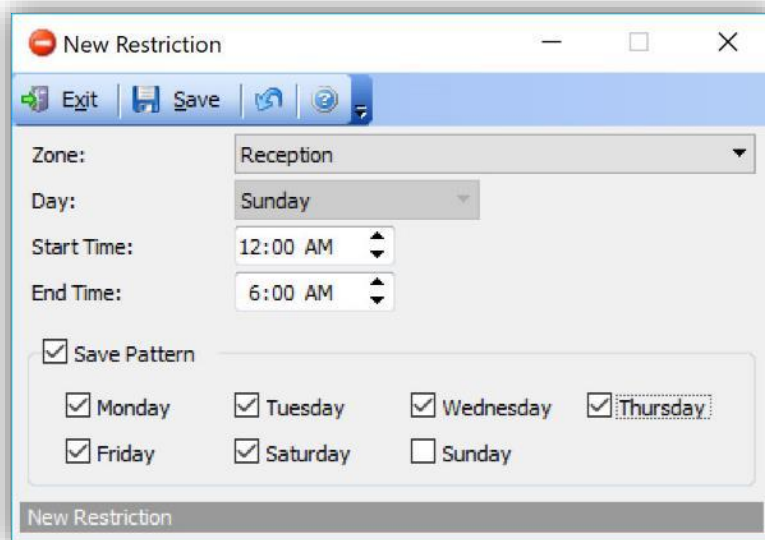 New Restriction
Exit Save
Zone: Reception
Day: Sunday
Start Time: 12:00 AM
End Time: 6:00 AM
Save Pattern
Monday Tuesday Wednesday Thursday
Friday Saturday Sunday
New Restriction